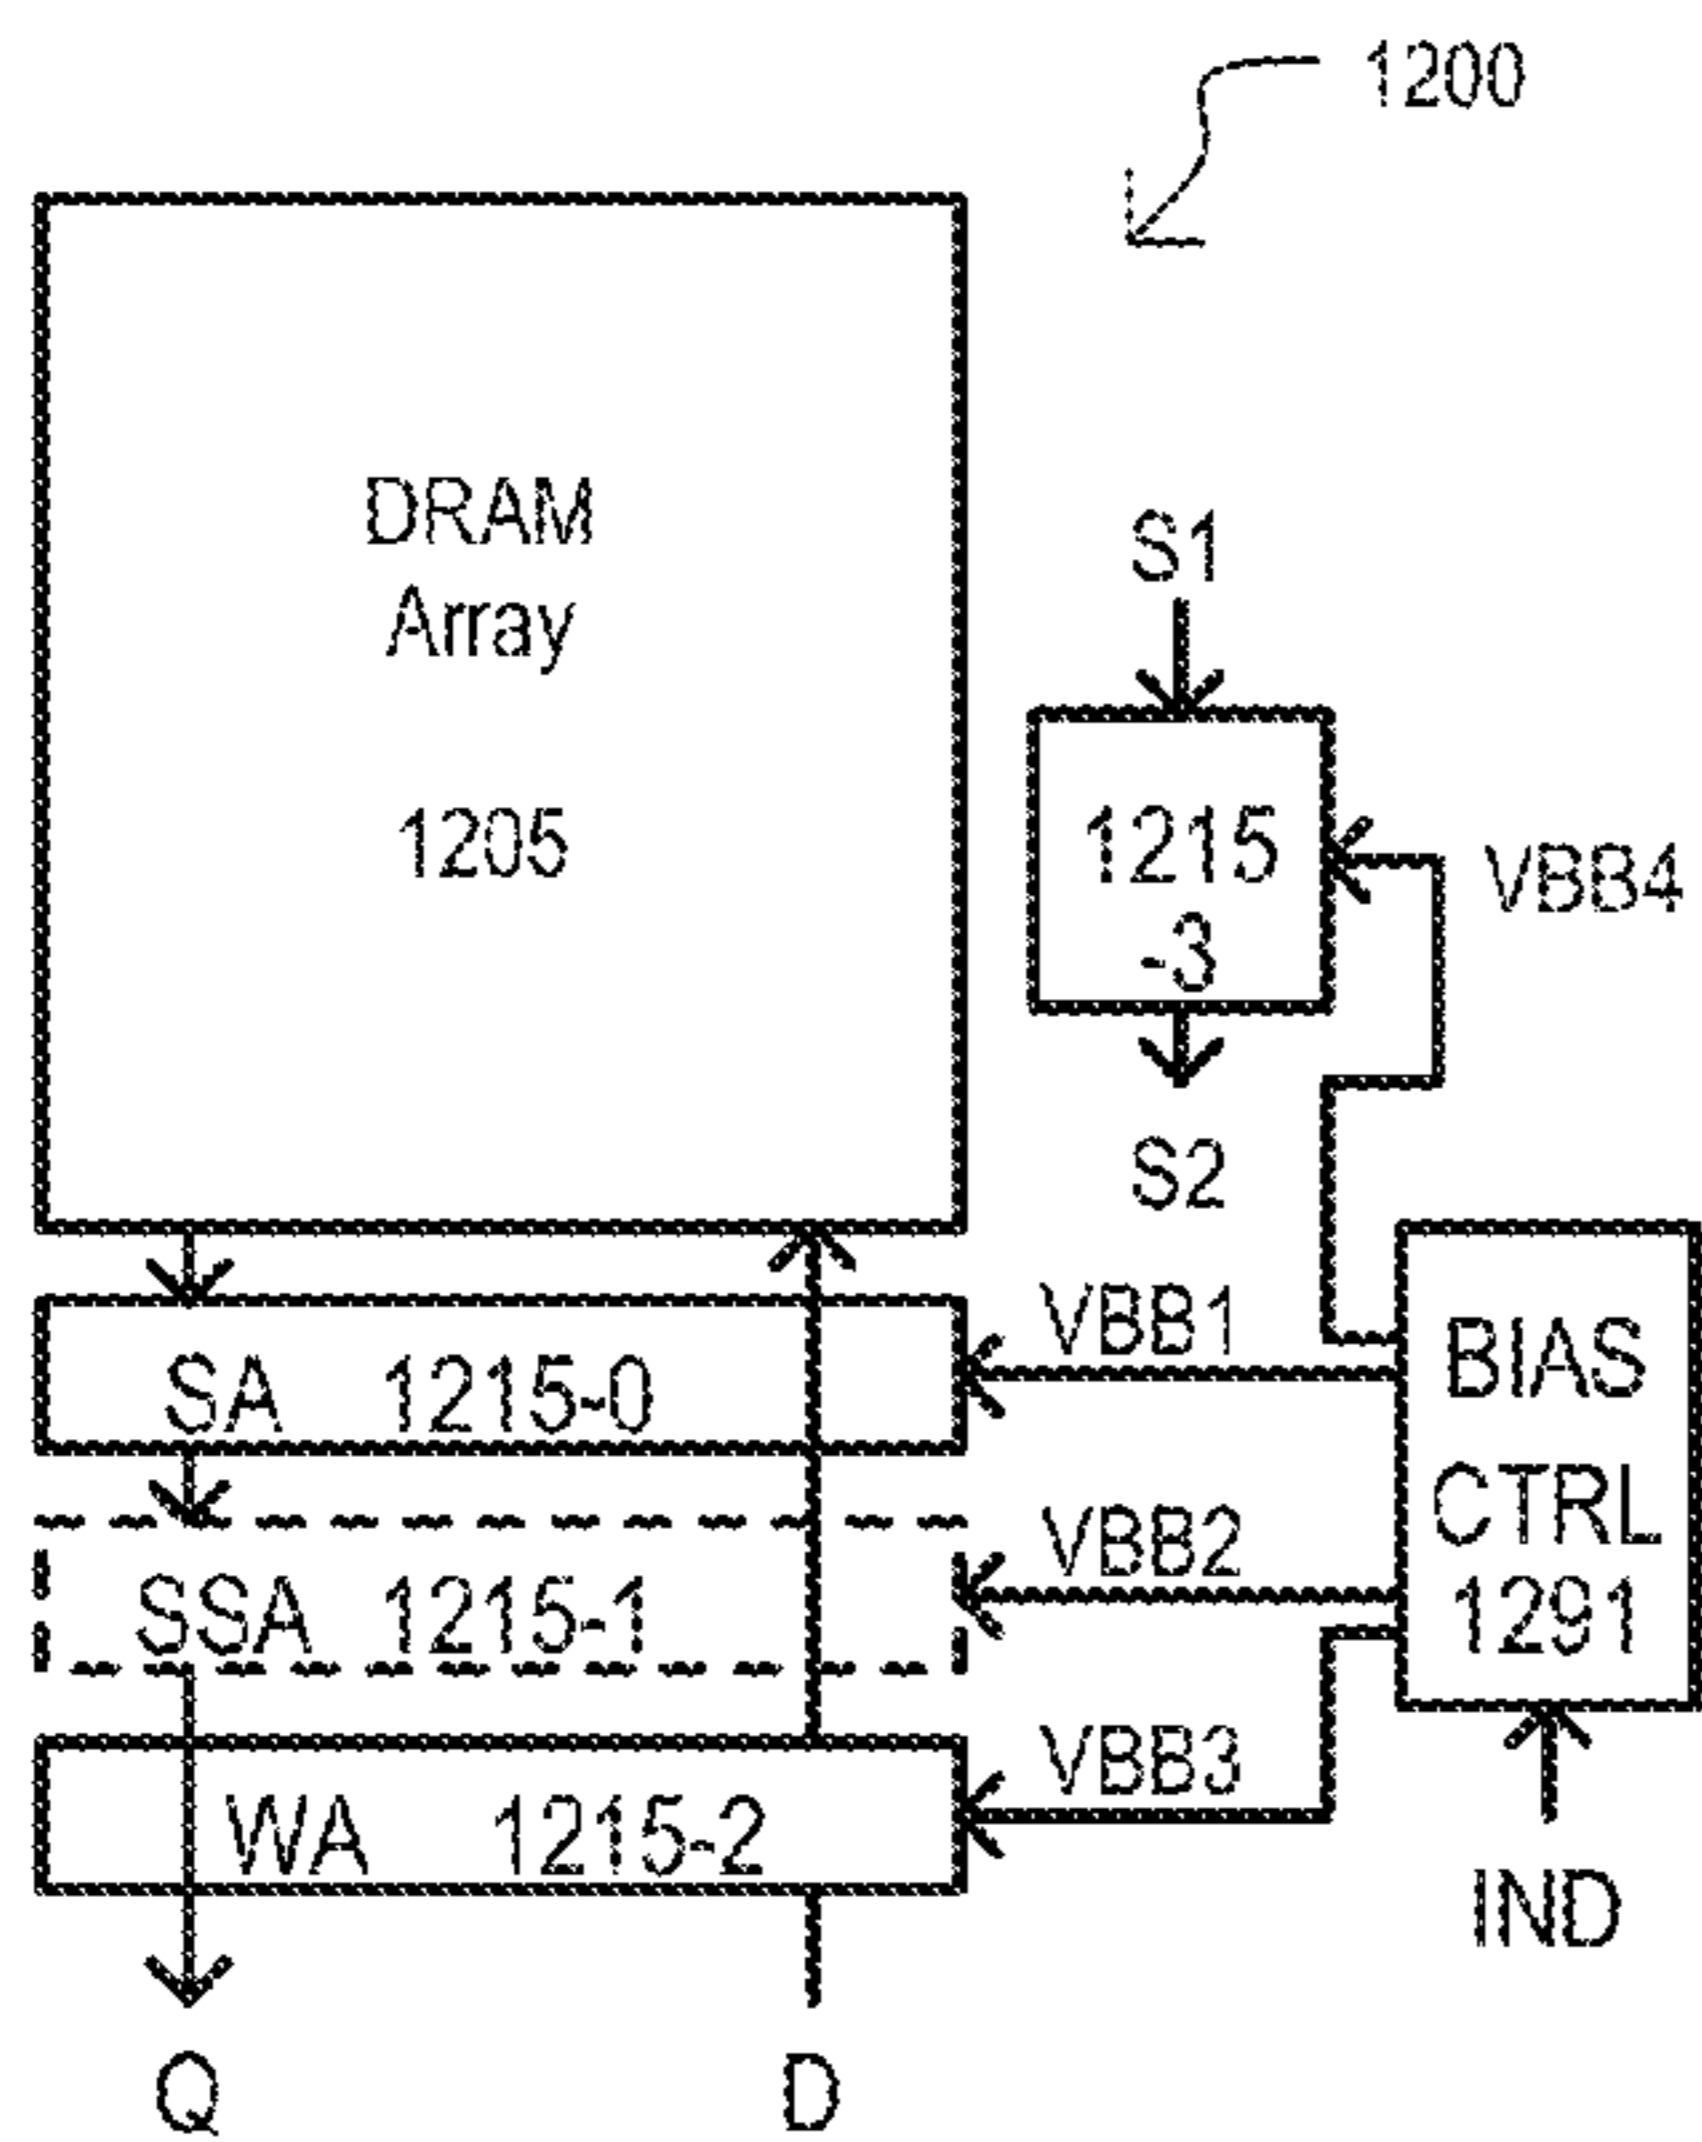 1200
DRAM
Array
1205
S1
1215
-3
VBB4
S2
SA 1215-0
VBB1
BIAS
CTRL
1291
SSA 1215-1
VBB2
WA 1215-2
VBB3
IND
Q
D